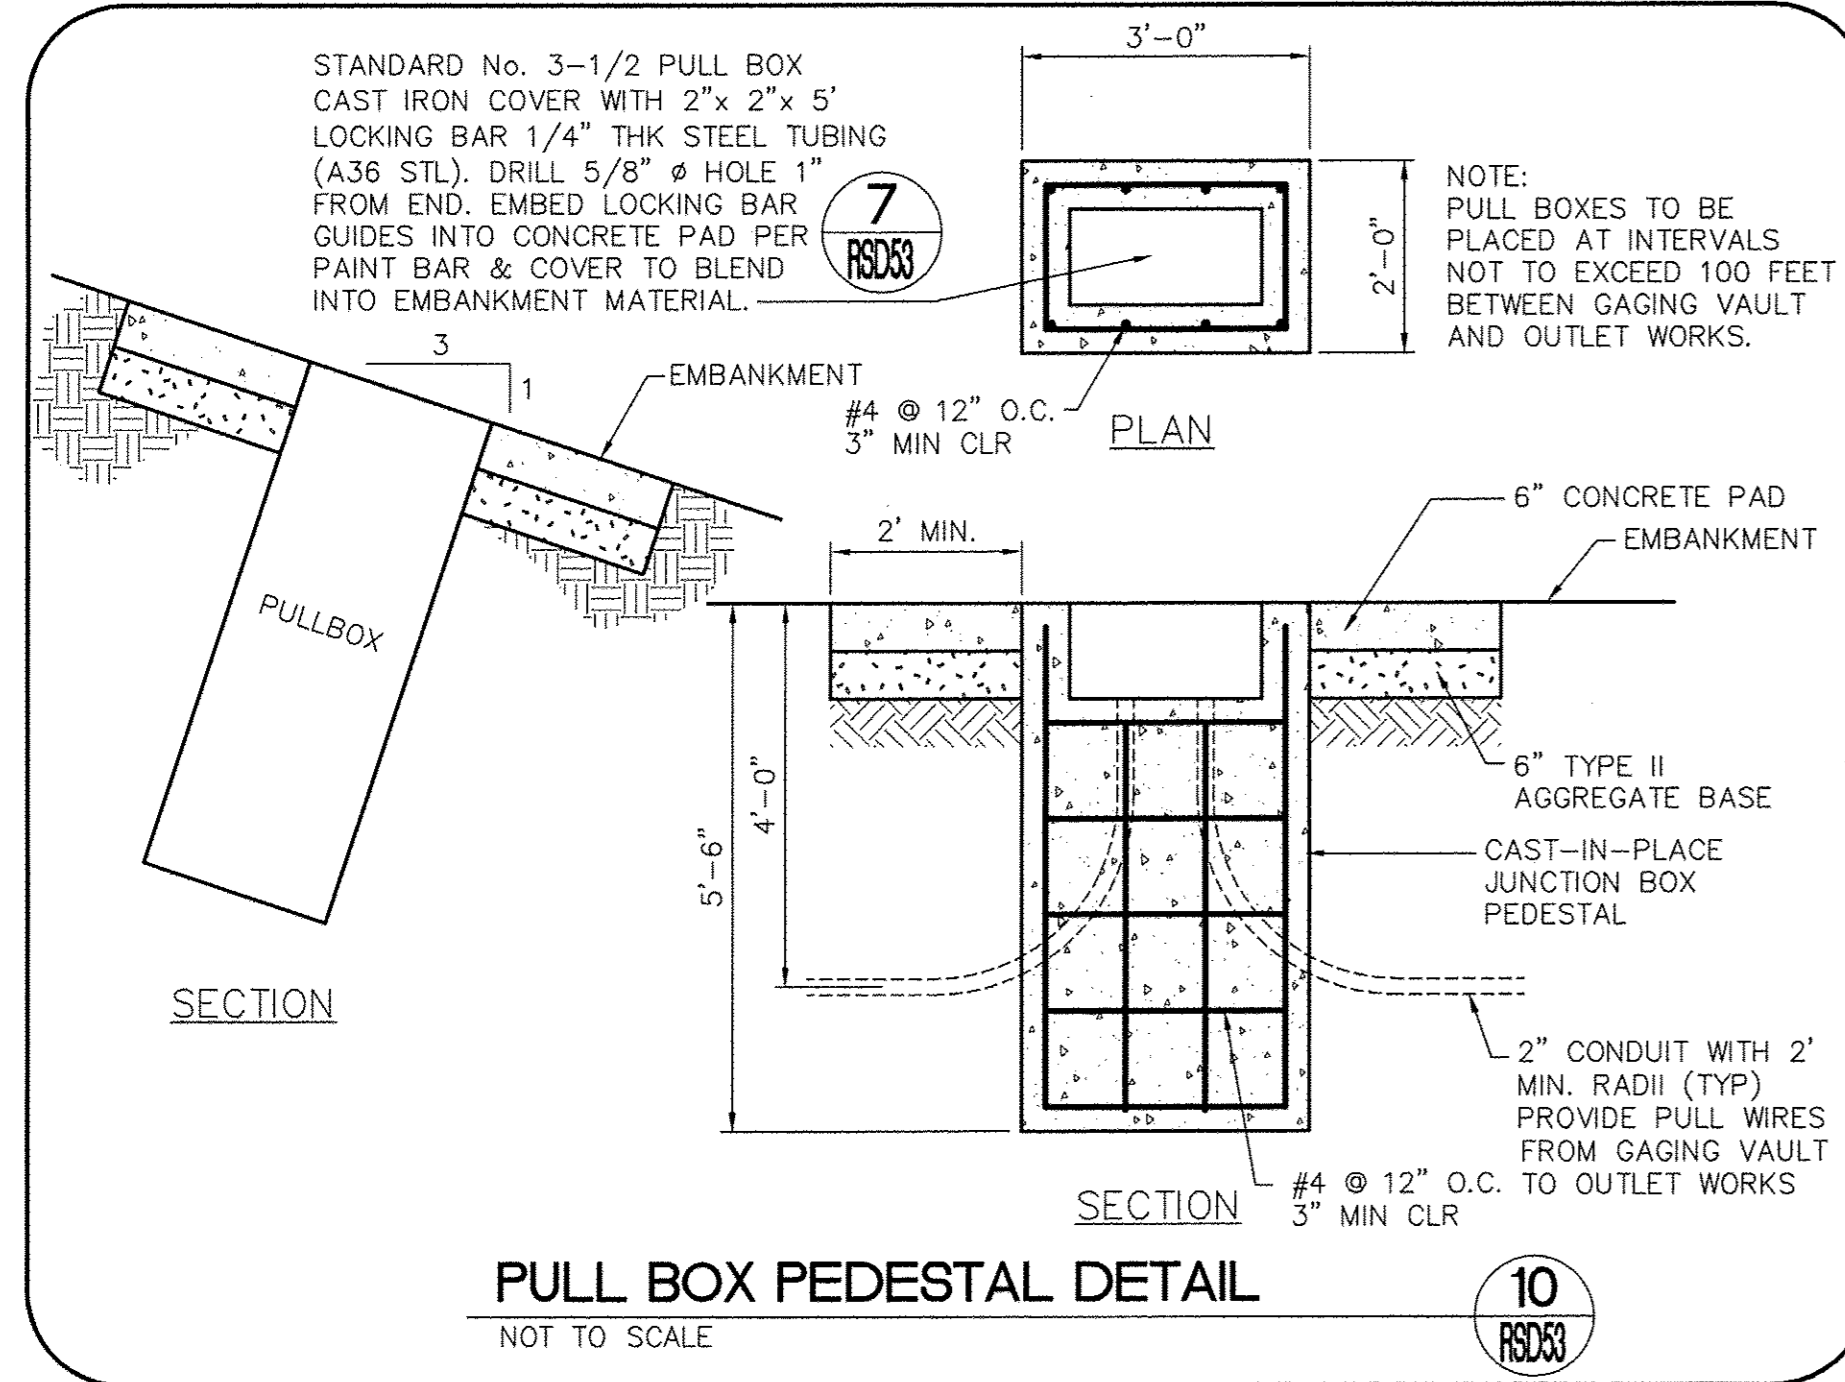 STANDARD No. 3-1/2 PULL BOX
CAST IRON COVER WITH 2"x 2"x 5'
LOCKING BAR 1/4" THK STEEL TUBING
(A36 STL). DRILL 5/8" ø HOLE 1"
FROM END. EMBED LOCKING BAR
GUIDES INTO CONCRETE PAD PER
PAINT BAR & COVER TO BLEND
INTO EMBANKMENT MATERIAL.
7
RSD53
3'-0"
2'-0"
NOTE:
PULL BOXES TO BE
PLACED AT INTERVALS
NOT TO EXCEED 100 FEET
BETWEEN GAGING VAULT
AND OUTLET WORKS.
#4 @ 12" O.C.
3" MIN CLR
PLAN
3
1
EMBANKMENT
PULLBOX
SECTION
2' MIN.
6" CONCRETE PAD
EMBANKMENT
4'-0"
5'-6"
6" TYPE II
AGGREGATE BASE
CAST-IN-PLACE
JUNCTION BOX
PEDESTAL
2" CONDUIT WITH 2'
MIN. RADII (TYP)
PROVIDE PULL WIRES
FROM GAGING VAULT
TO OUTLET WORKS
#4 @ 12" O.C.
3" MIN CLR
SECTION
PULL BOX PEDESTAL DETAIL
NOT TO SCALE
10
RSD53